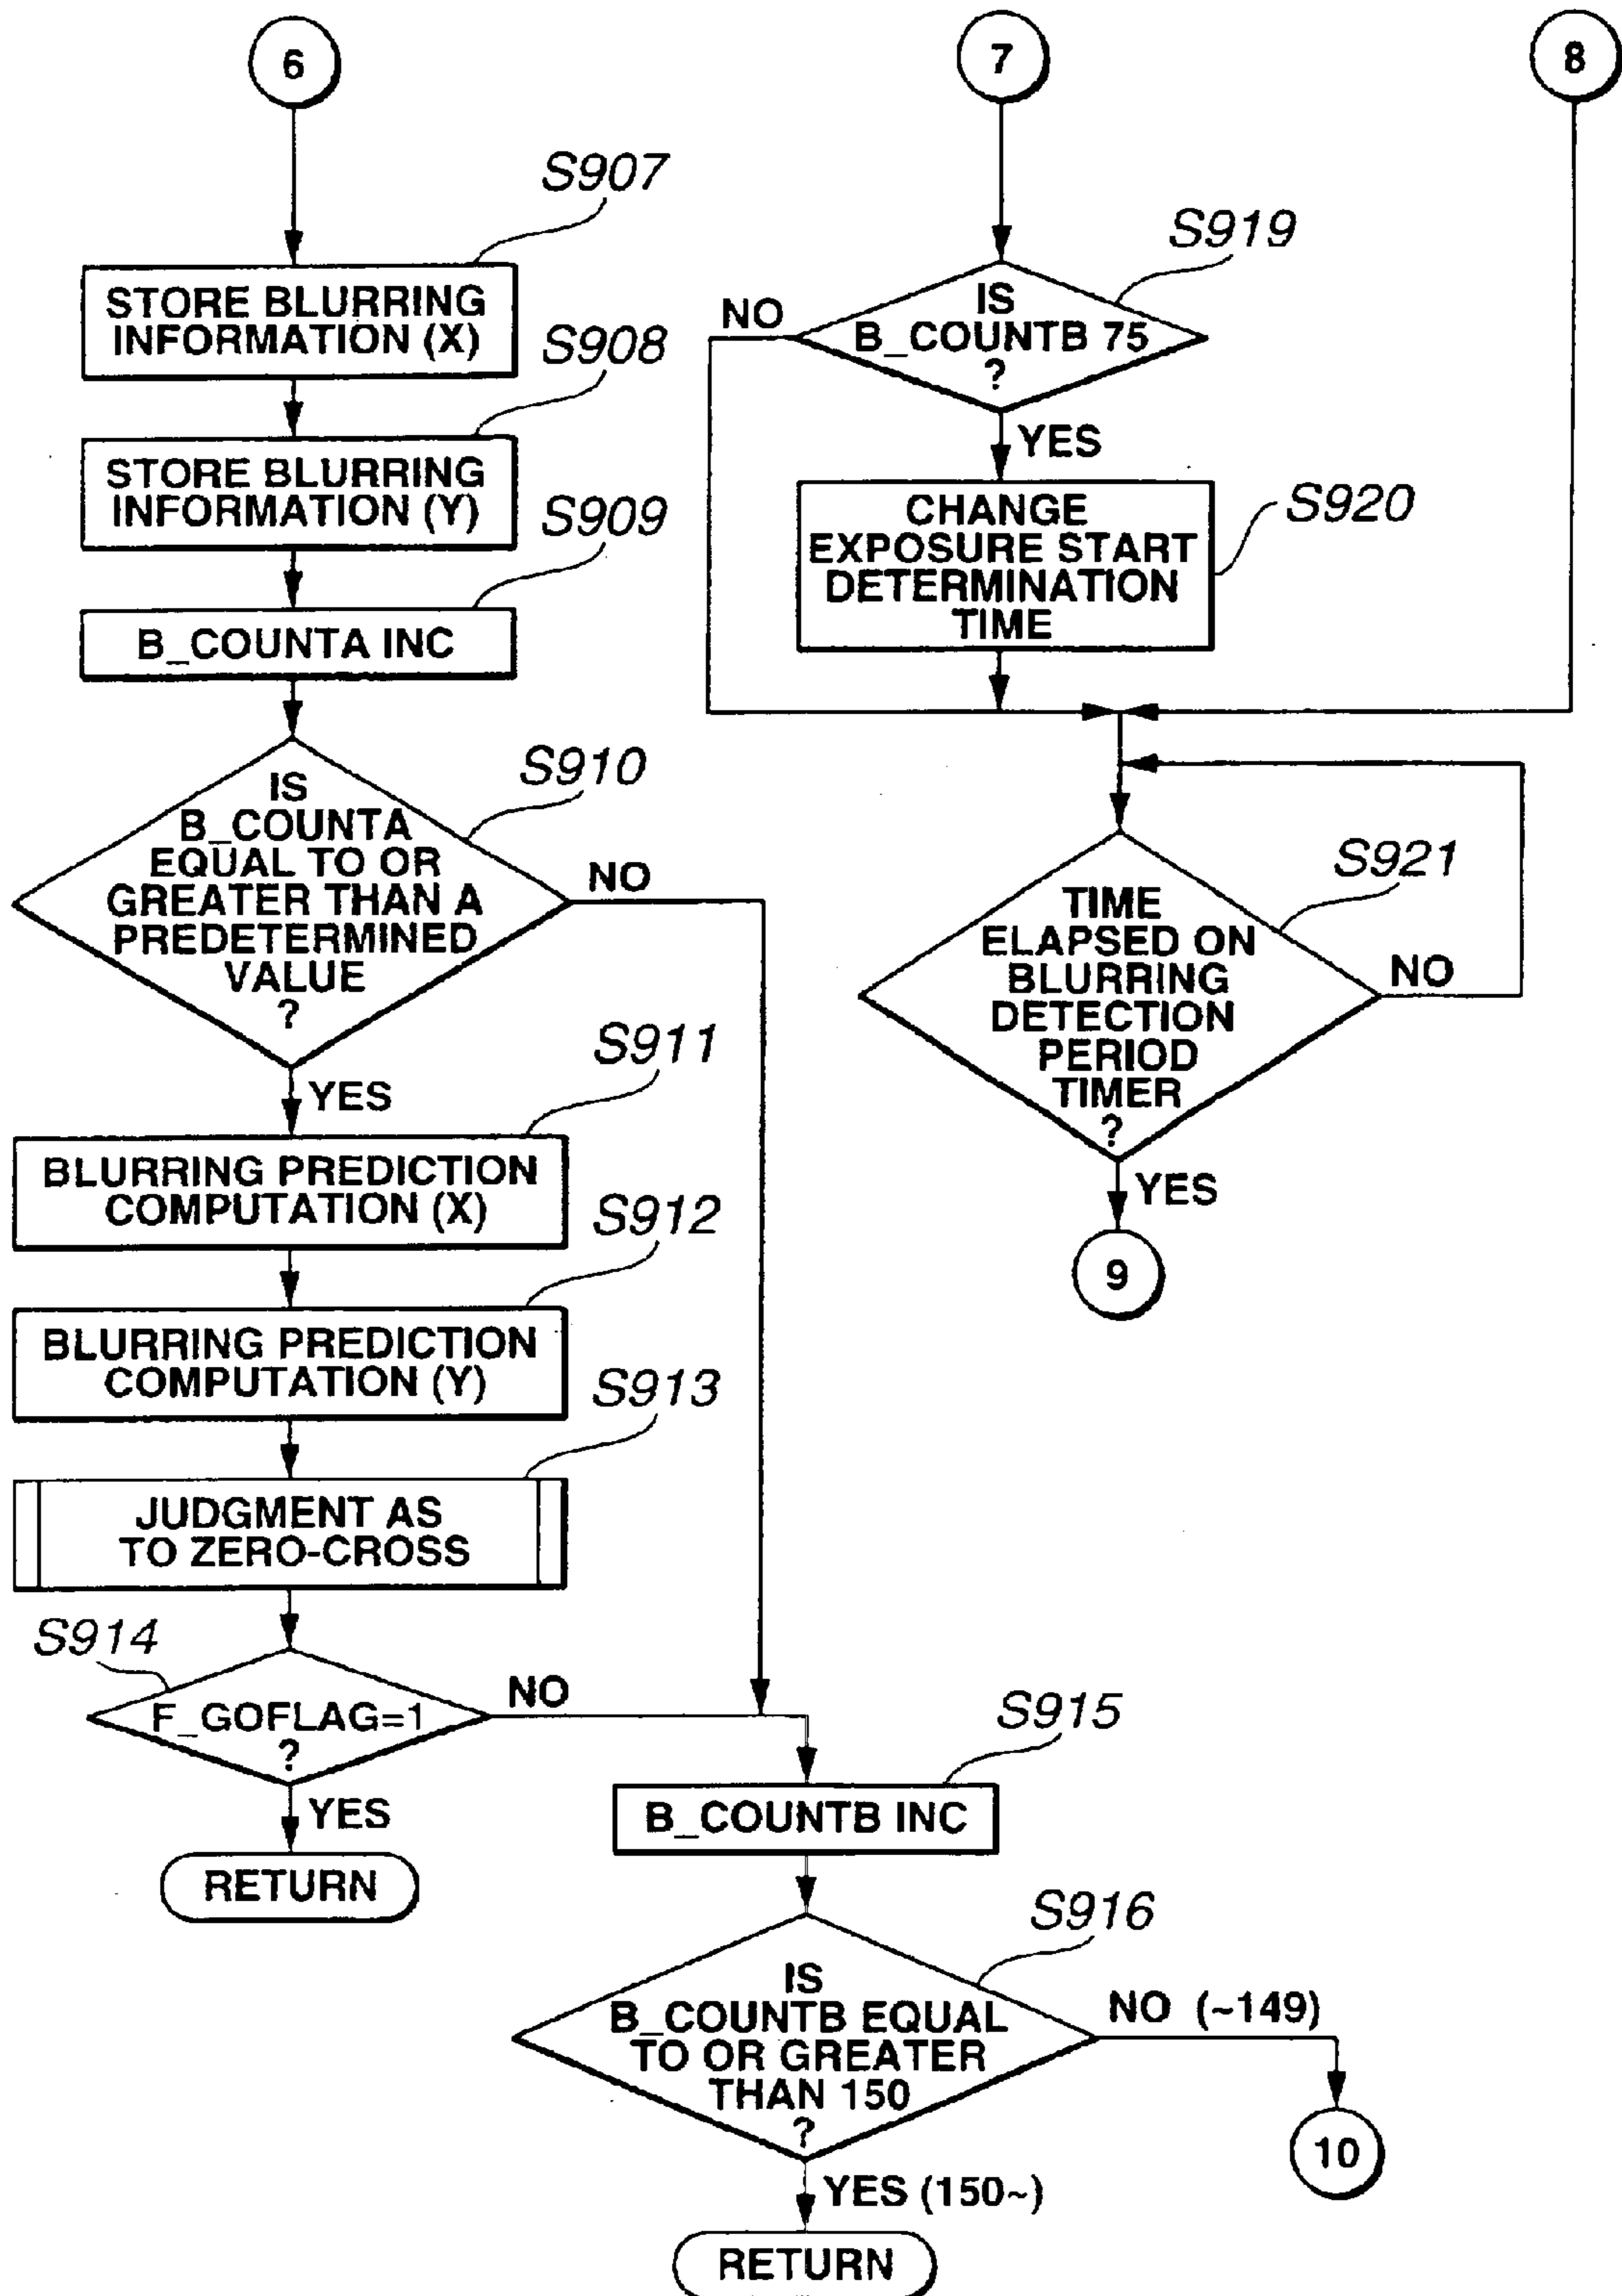 6
S907
STORE BLURRING
INFORMATION (X)
S908
STORE BLURRING
INFORMATION (Y)
S909
B_COUNTA INC
S910
IS
B_COUNTA
EQUAL TO OR
GREATER THAN A
PREDETERMINED
VALUE
?
NO
YES
S911
BLURRING PREDICTION
COMPUTATION (X)
S912
BLURRING PREDICTION
COMPUTATION (Y)
S913
JUDGMENT AS
TO ZERO-CROSS
S914
F_GOFLAG=1
?
NO
YES
RETURN
S915
B_COUNTB INC
S916
IS
B_COUNTB EQUAL
TO OR GREATER
THAN 150
?
NO (~149)
10
YES (150~)
RETURN
7
S919
IS
B_COUNTB 75
?
NO
YES
S920
CHANGE
EXPOSURE START
DETERMINATION
TIME
8
S921
TIME
ELAPSED ON
BLURRING
DETECTION
PERIOD
TIMER
?
NO
YES
9